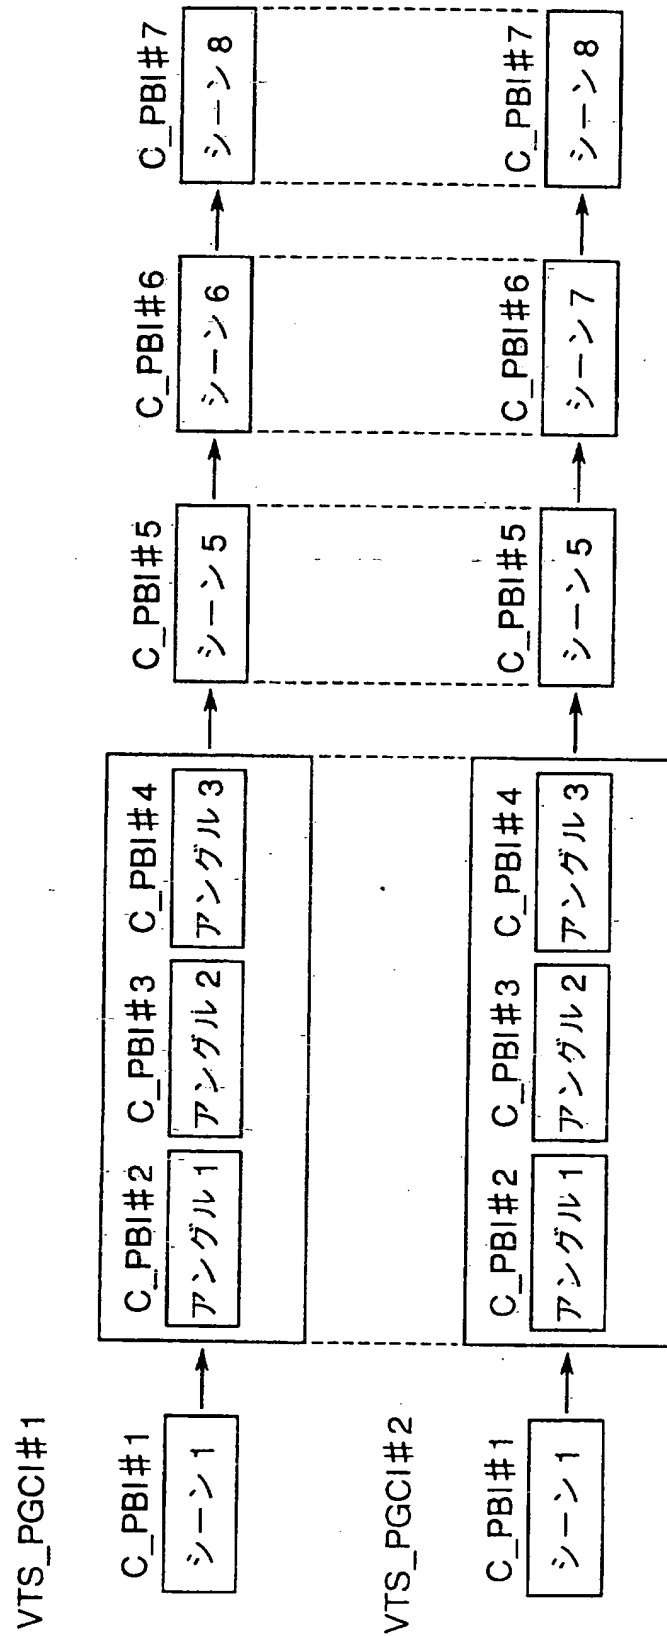 VTS_PGCI#1
C_PBI#1 C_PBI#2 C_PBI#3 C_PBI#4 C_PBI#5 C_PBI#6 C_PBI#7
シーン1 アングル1 アングル2 アングル3 シーン5 シーン6 シーン8
VTS_PGCI#2
C_PBI#1 C_PBI#2 C_PBI#3 C_PBI#4 C_PBI#5 C_PBI#6 C_PBI#7
シーン1 アングル1 アングル2 アングル3 シーン5 シーン7 シーン8